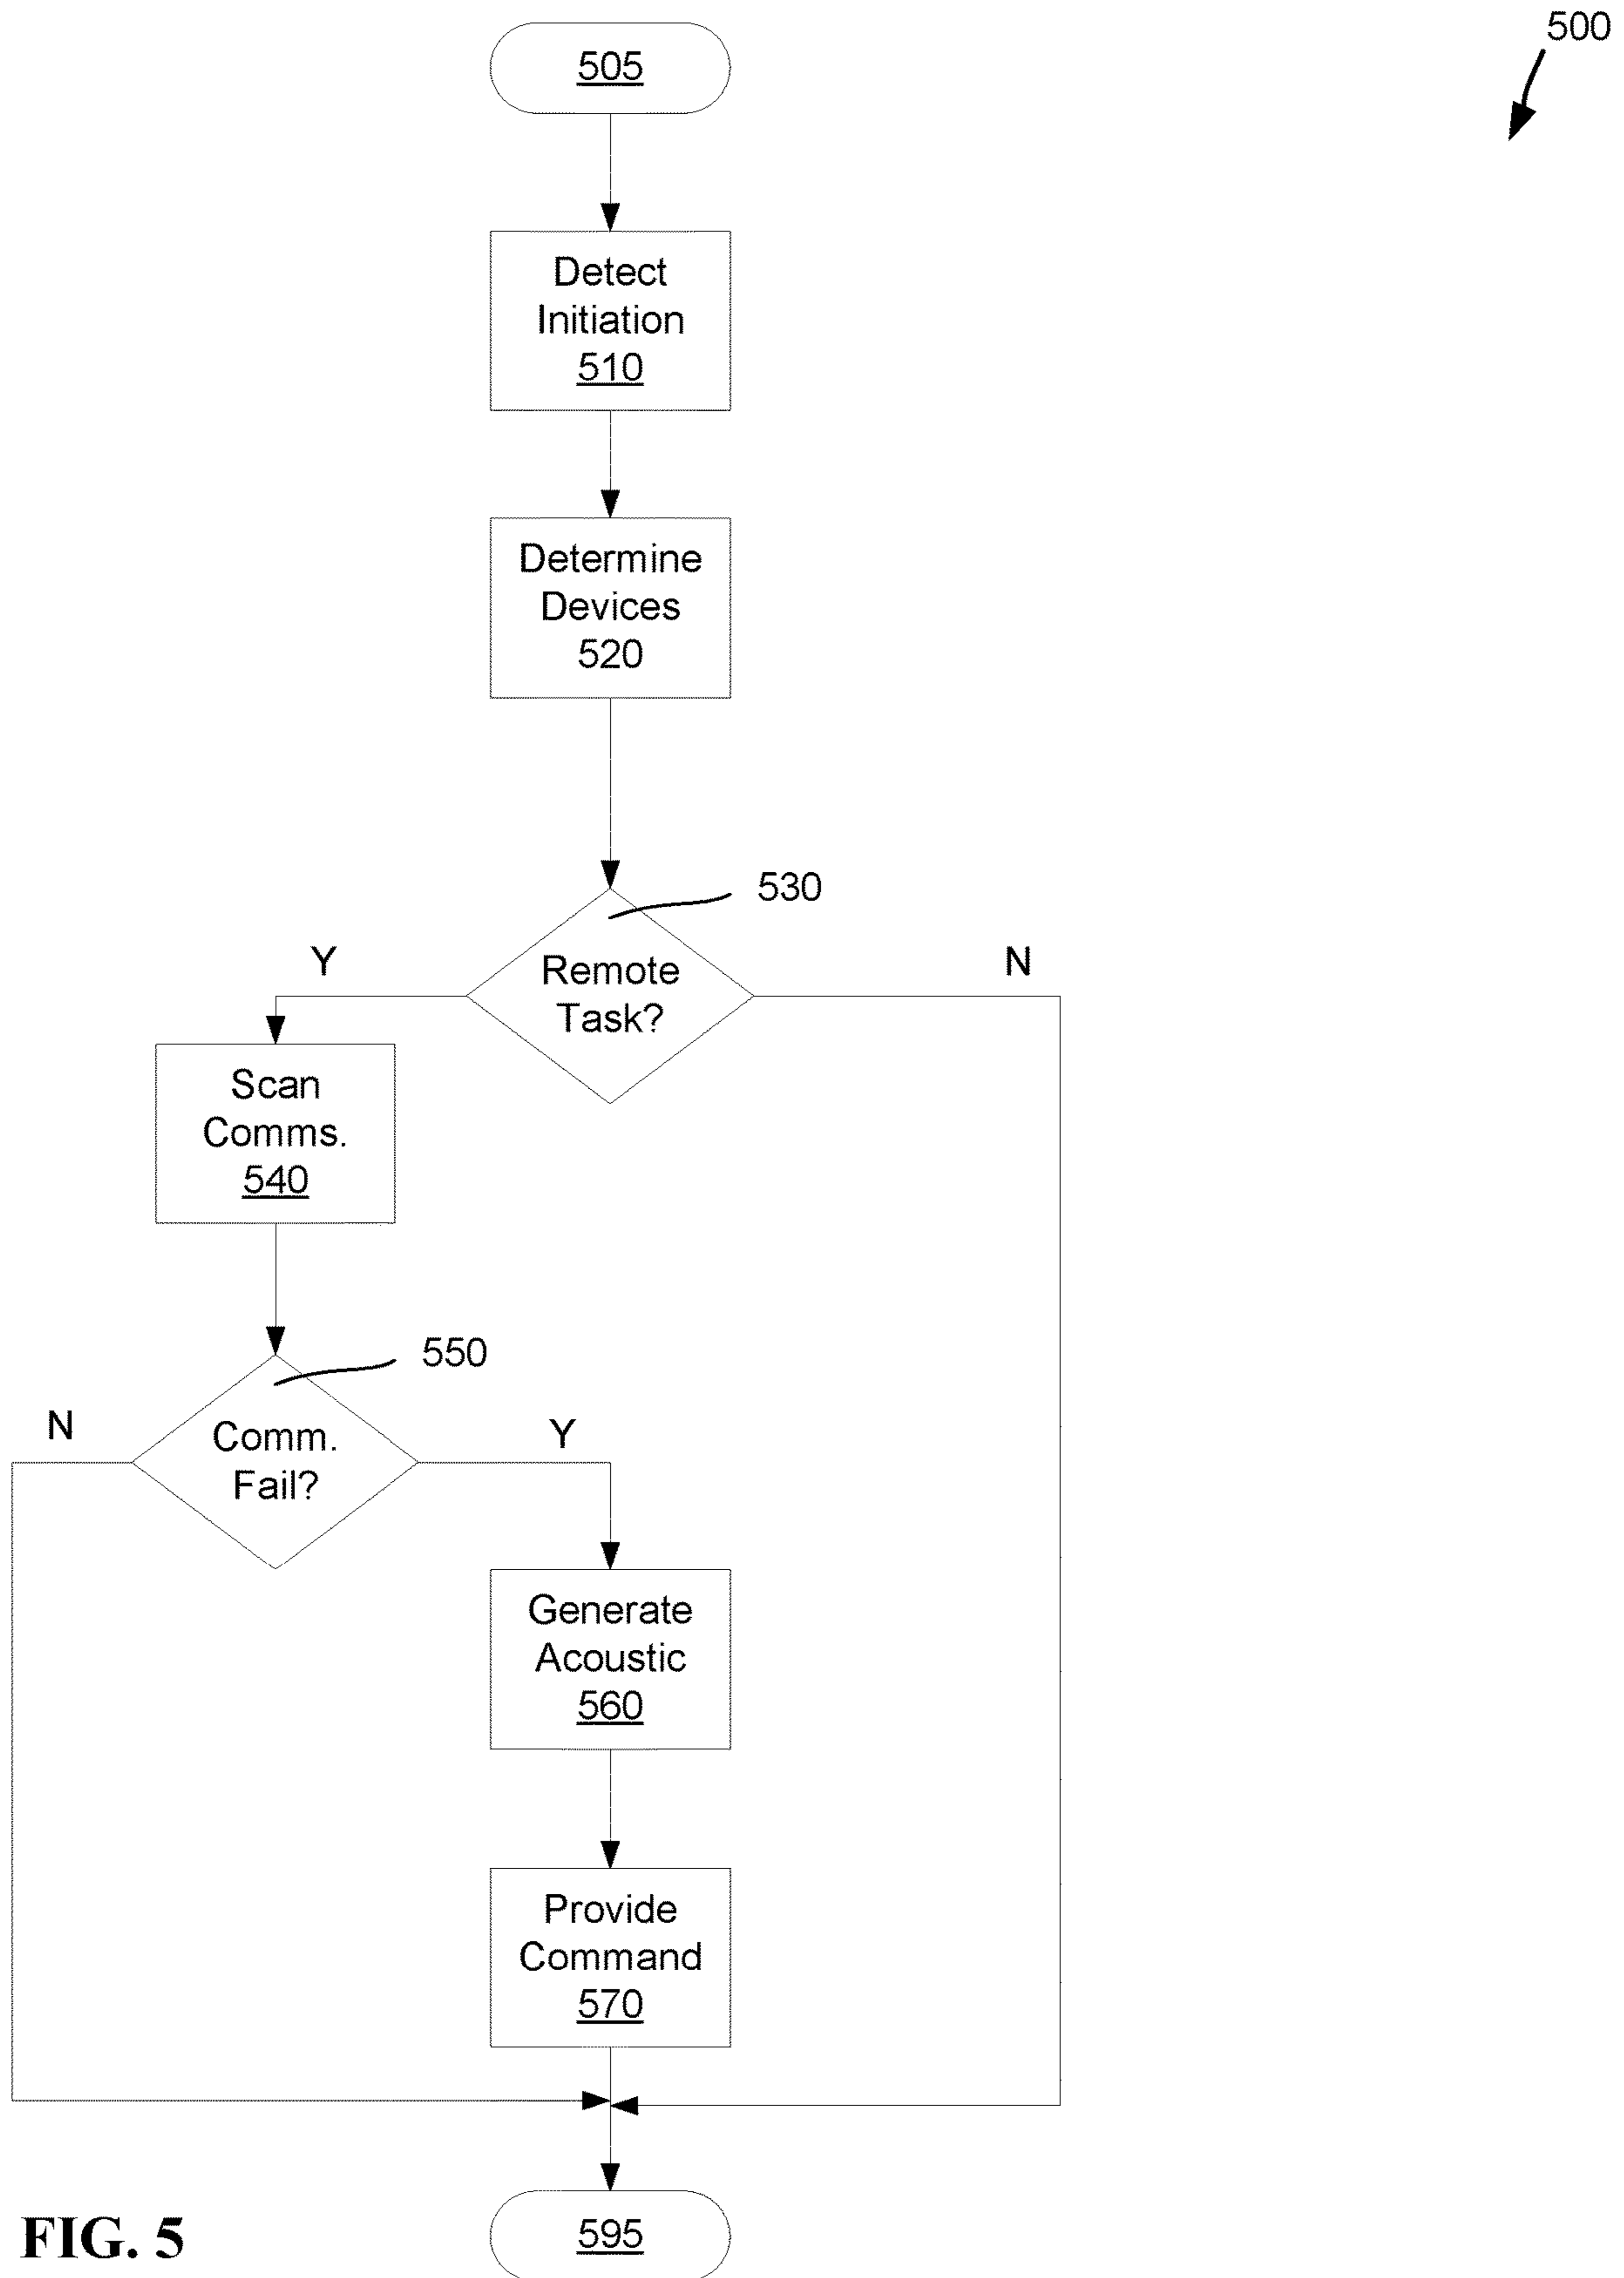 500
505
Detect
Initiation
510
Determine
Devices
520
530
Y
Remote
Task?
N
Scan
Comms.
540
550
N
Comm.
Fail?
Y
Generate
Acoustic
560
Provide
Command
570
595
FIG. 5